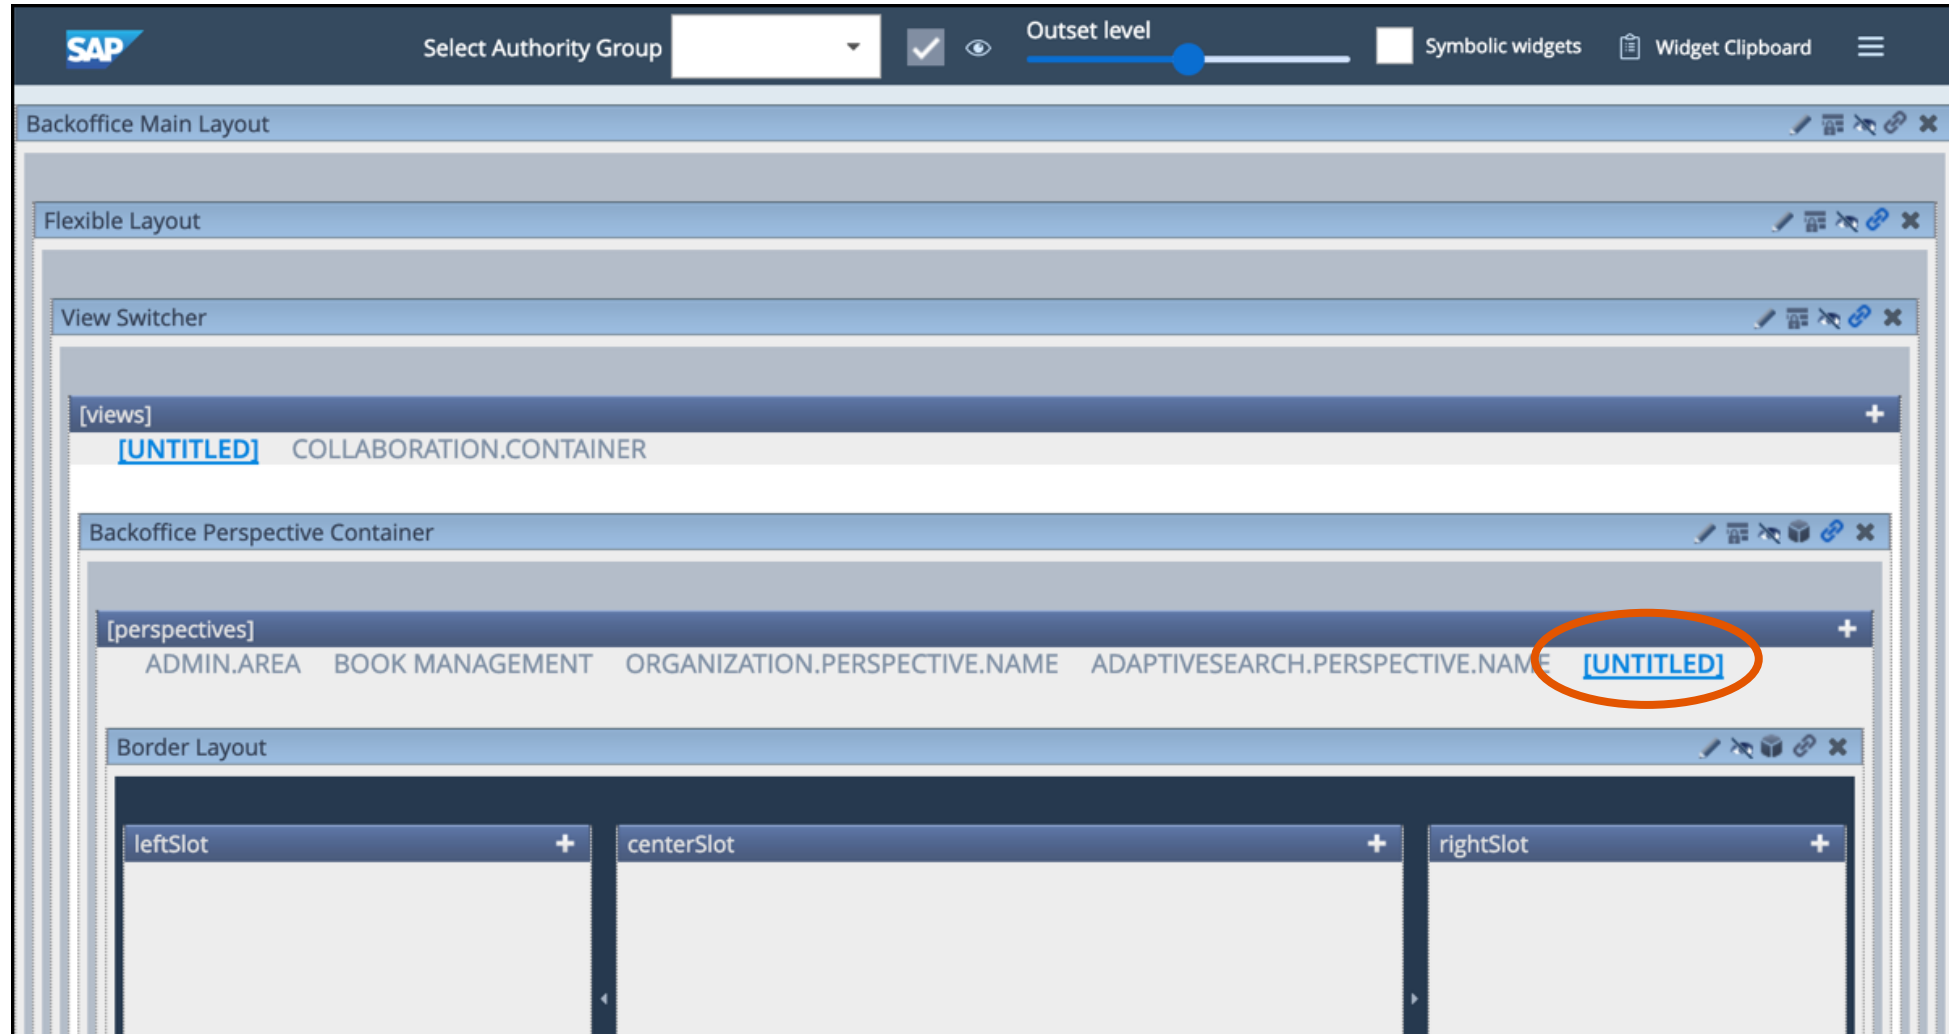 SAP Select Authority Group Outset level Symbolic widgets Widget Clipboard
Backoffice Main Layout
Flexible Layout
View Switcher
[views]
[UNTITLED] COLLABORATION.CONTAINER
Backoffice Perspective Container
[perspectives]
ADMIN.AREA BOOK MANAGEMENT ORGANIZATION.PERSPECTIVE.NAME ADAPTIVESEARCH.PERSPECTIVE.NAME [UNTITLED]
Border Layout
leftSlot centerSlot rightSlot